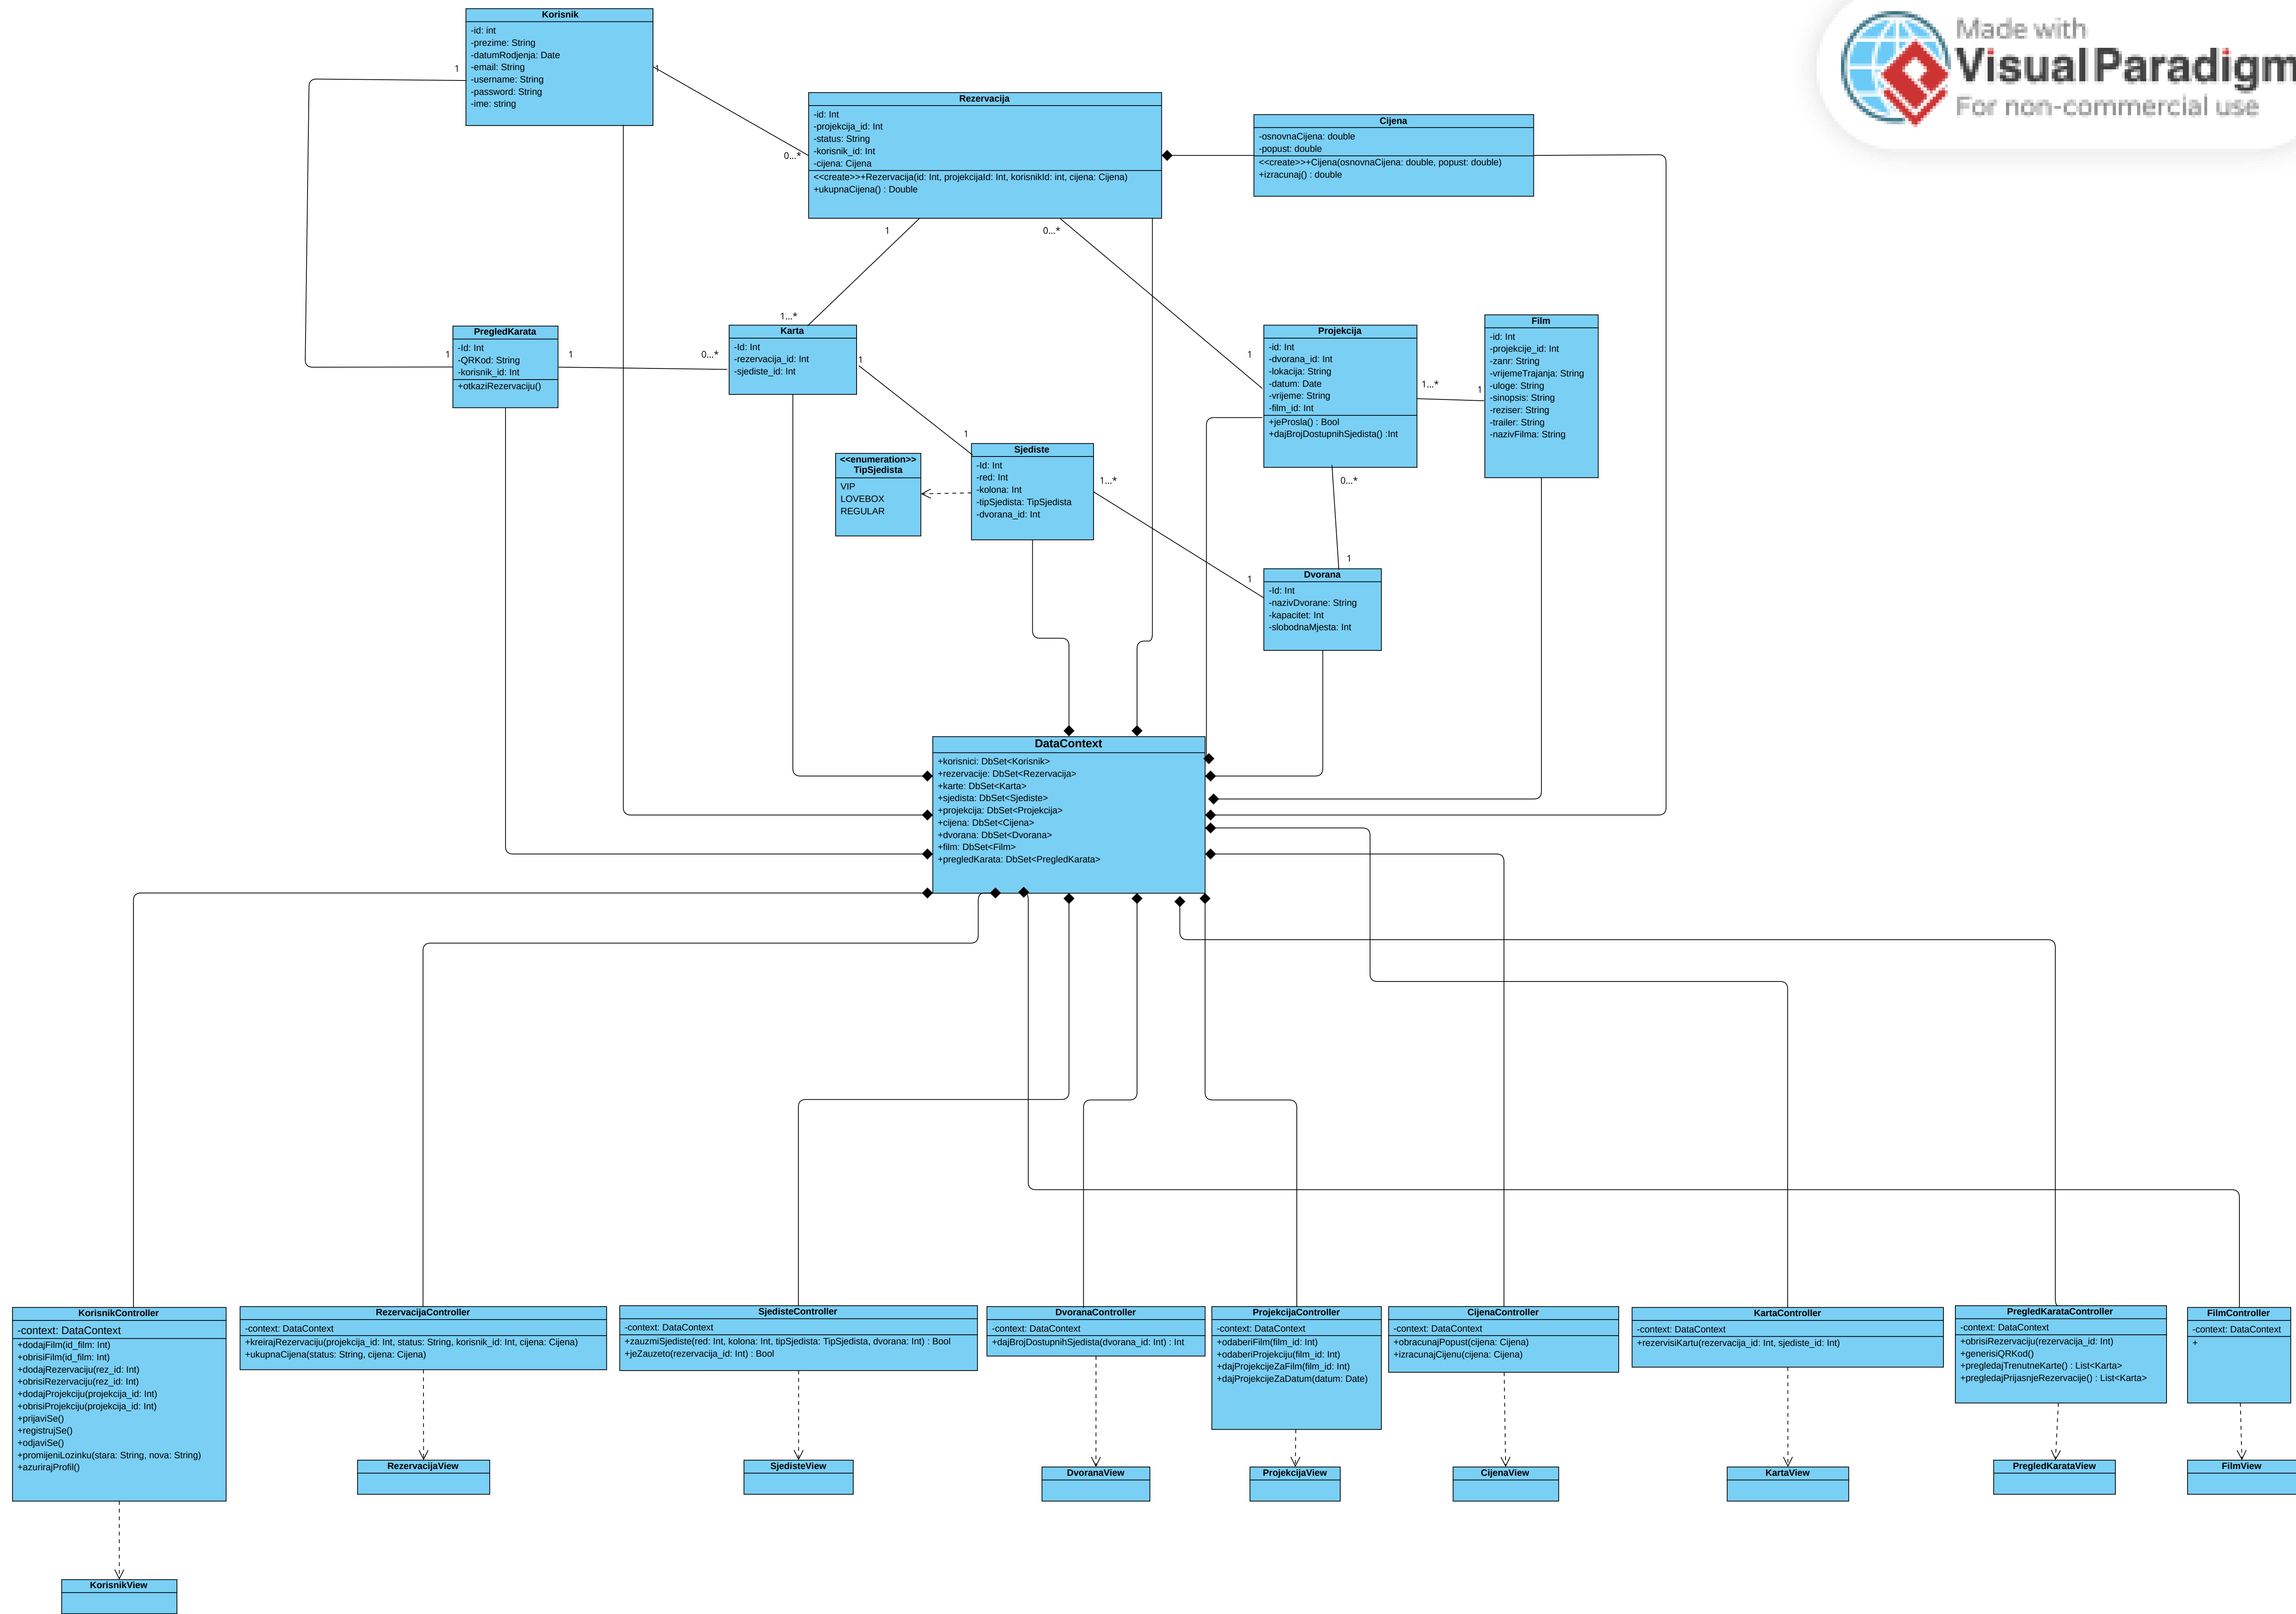 Made with
Visual Paradigm
For non-commercial use
Korisnik
-id: int
-prezime: String
-datumRodjenja: Date
-email: String
-username: String
-password: String
-ime: string
1
1
0...*
Rezervacija
-id: Int
-projekcija_id: Int
-status: String
-korisnik_id: Int
-cijena: Cijena
<<create>>+Rezervacija(id: Int, projekcijaId: Int, korisnikId: int, cijena: Cijena)
+ukupnaCijena() : Double
Cijena
-osnovnaCijena: double
-popust: double
<<create>>+Cijena(osnovnaCijena: double, popust: double)
+izracunaj() : double
1
0...*
1...*
1
PregledKarata
-Id: Int
-QRKod: String
-korisnik_id: Int
+otkaziRezervaciju()
1
1
0...*
Karta
-Id: Int
-rezervacija_id: Int
-sjediste_id: Int
1
1
Projekcija
-id: Int
-dvorana_id: Int
-lokacija: String
-datum: Date
-vrijeme: String
-film_id: Int
+jeProsla() : Bool
+dajBrojDostupnihSjedista() :Int
1...*
1
Film
-id: Int
-projekcije_id: Int
-zanr: String
-vrijemeTrajanja: String
-uloge: String
-sinopsis: String
-reziser: String
-trailer: String
-nazivFilma: String
<<enumeration>>
TipSjedista
VIP
LOVEBOX
REGULAR
Sjediste
-Id: Int
-red: Int
-kolona: Int
-tipSjedista: TipSjedista
-dvorana_id: Int
1...*
0...*
1
1
Dvorana
-Id: Int
-nazivDvorane: String
-kapacitet: Int
-slobodnaMjesta: Int
DataContext
+korisnici: DbSet<Korisnik>
+rezervacije: DbSet<Rezervacija>
+karte: DbSet<Karta>
+sjedista: DbSet<Sjediste>
+projekcija: DbSet<Projekcija>
+cijena: DbSet<Cijena>
+dvorana: DbSet<Dvorana>
+film: DbSet<Film>
+pregledKarata: DbSet<PregledKarata>
KorisnikController
-context: DataContext
+dodajFilm(id_film: Int)
+obrisiFilm(id_film: Int)
+dodajRezervaciju(rez_id: Int)
+obrisiRezervaciju(rez_id: Int)
+dodajProjekciju(projekcija_id: Int)
+obrisiProjekciju(projekcija_id: Int)
+prijaviSe()
+registrujSe()
+odjaviSe()
+promijeniLozinku(stara: String, nova: String)
+azurirajProfil()
RezervacijaController
-context: DataContext
+kreirajRezervaciju(projekcija_id: Int, status: String, korisnik_id: Int, cijena: Cijena)
+ukupnaCijena(status: String, cijena: Cijena)
SjedisteController
-context: DataContext
+zauzmiSjediste(red: Int, kolona: Int, tipSjedista: TipSjedista, dvorana: Int) : Bool
+jeZauzeto(rezervacija_id: Int) : Bool
DvoranaController
-context: DataContext
+dajBrojDostupnihSjedista(dvorana_id: Int) : Int
ProjekcijaController
-context: DataContext
+odaberiFilm(film_id: Int)
+odaberiProjekciju(film_id: Int)
+dajProjekcijeZaFilm(film_id: Int)
+dajProjekcijeZaDatum(datum: Date)
CijenaController
-context: DataContext
+obracunajPopust(cijena: Cijena)
+izracunajCijenu(cijena: Cijena)
KartaController
-context: DataContext
+rezervisiKartu(rezervacija_id: Int, sjediste_id: Int)
PregledKarataController
-context: DataContext
+obrisiRezervaciju(rezervacija_id: Int)
+generisiQRKod()
+pregledajTrenutneKarte() : List<Karta>
+pregledajPrijasnjeRezervacije() : List<Karta>
FilmController
-context: DataContext
+
RezervacijaView
SjedisteView
DvoranaView
ProjekcijaView
CijenaView
KartaView
PregledKarataView
FilmView
KorisnikView